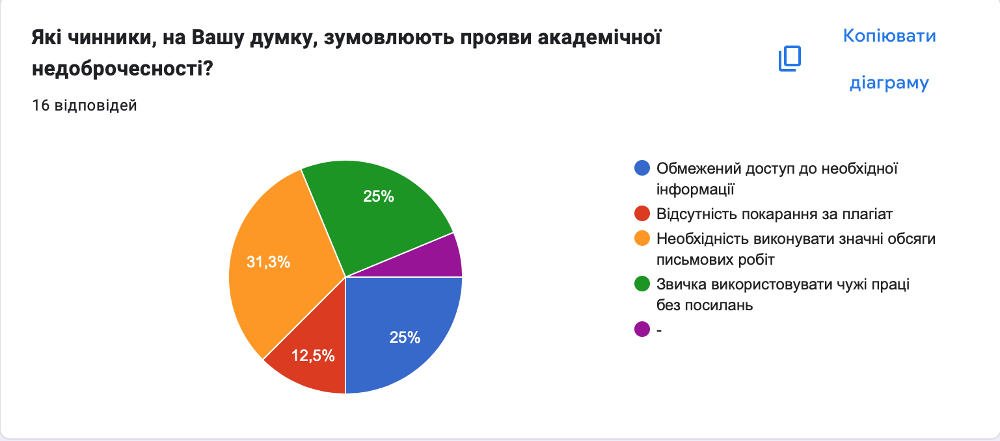 Які чинники, на Вашу думку, зумовлюють прояви академічної
недоброчесності?
Копіювати
діаграму
16 відповідей
25%
31,3%
25%
12,5%
Обмежений доступ до необхідної
інформації
Відсутність покарання за плагіат
Необхідність виконувати значні обсяги
письмових робіт
Звичка використовувати чужі праці
без посилань
-